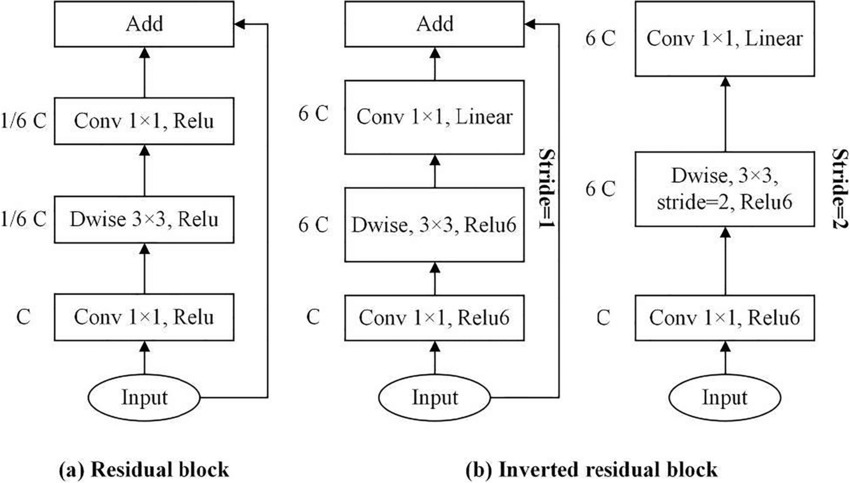 Add
1/6 C
Conv 1×1, Relu
1/6 C
Dwise 3×3, Relu
C
Conv 1×1, Relu
Input
(a) Residual block
Add
6 C
Conv 1×1, Linear
6 C
Dwise, 3×3, Relu6
C
Conv 1×1, Relu6
Input
Stride=1
6 C
Conv 1×1, Linear
6 C
Dwise, 3×3,
stride=2, Relu6
C
Conv 1×1, Relu6
Input
Stride=2
(b) Inverted residual block